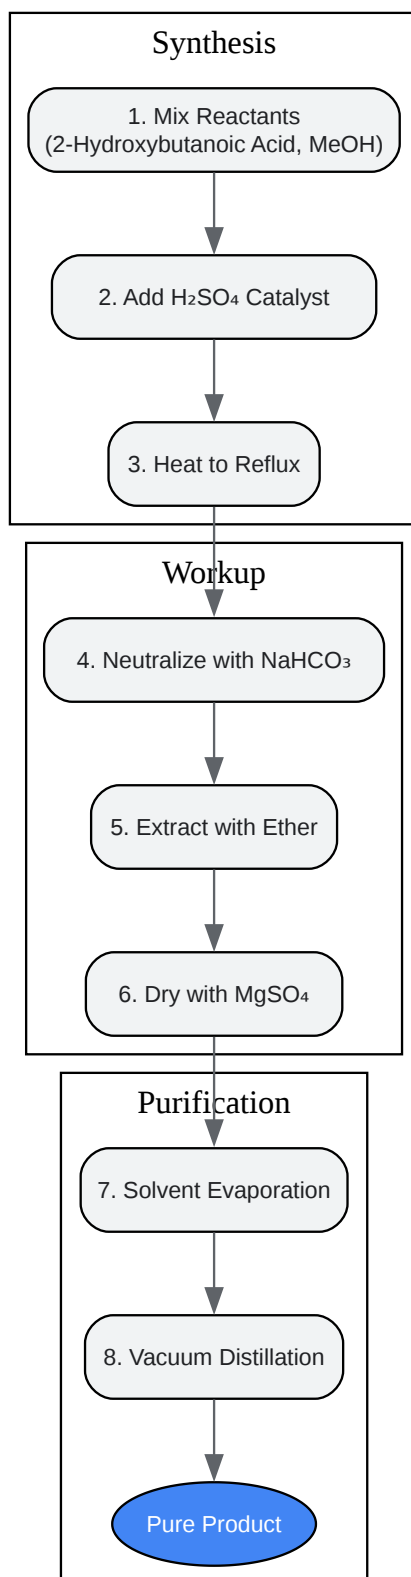 Synthesis
1. Mix Reactants
(2-Hydroxybutanoic Acid, MeOH)
2. Add H₂SO₄ Catalyst
3. Heat to Reflux
Workup
4. Neutralize with NaHCO₃
5. Extract with Ether
6. Dry with MgSO₄
Purification
7. Solvent Evaporation
8. Vacuum Distillation
Pure Product